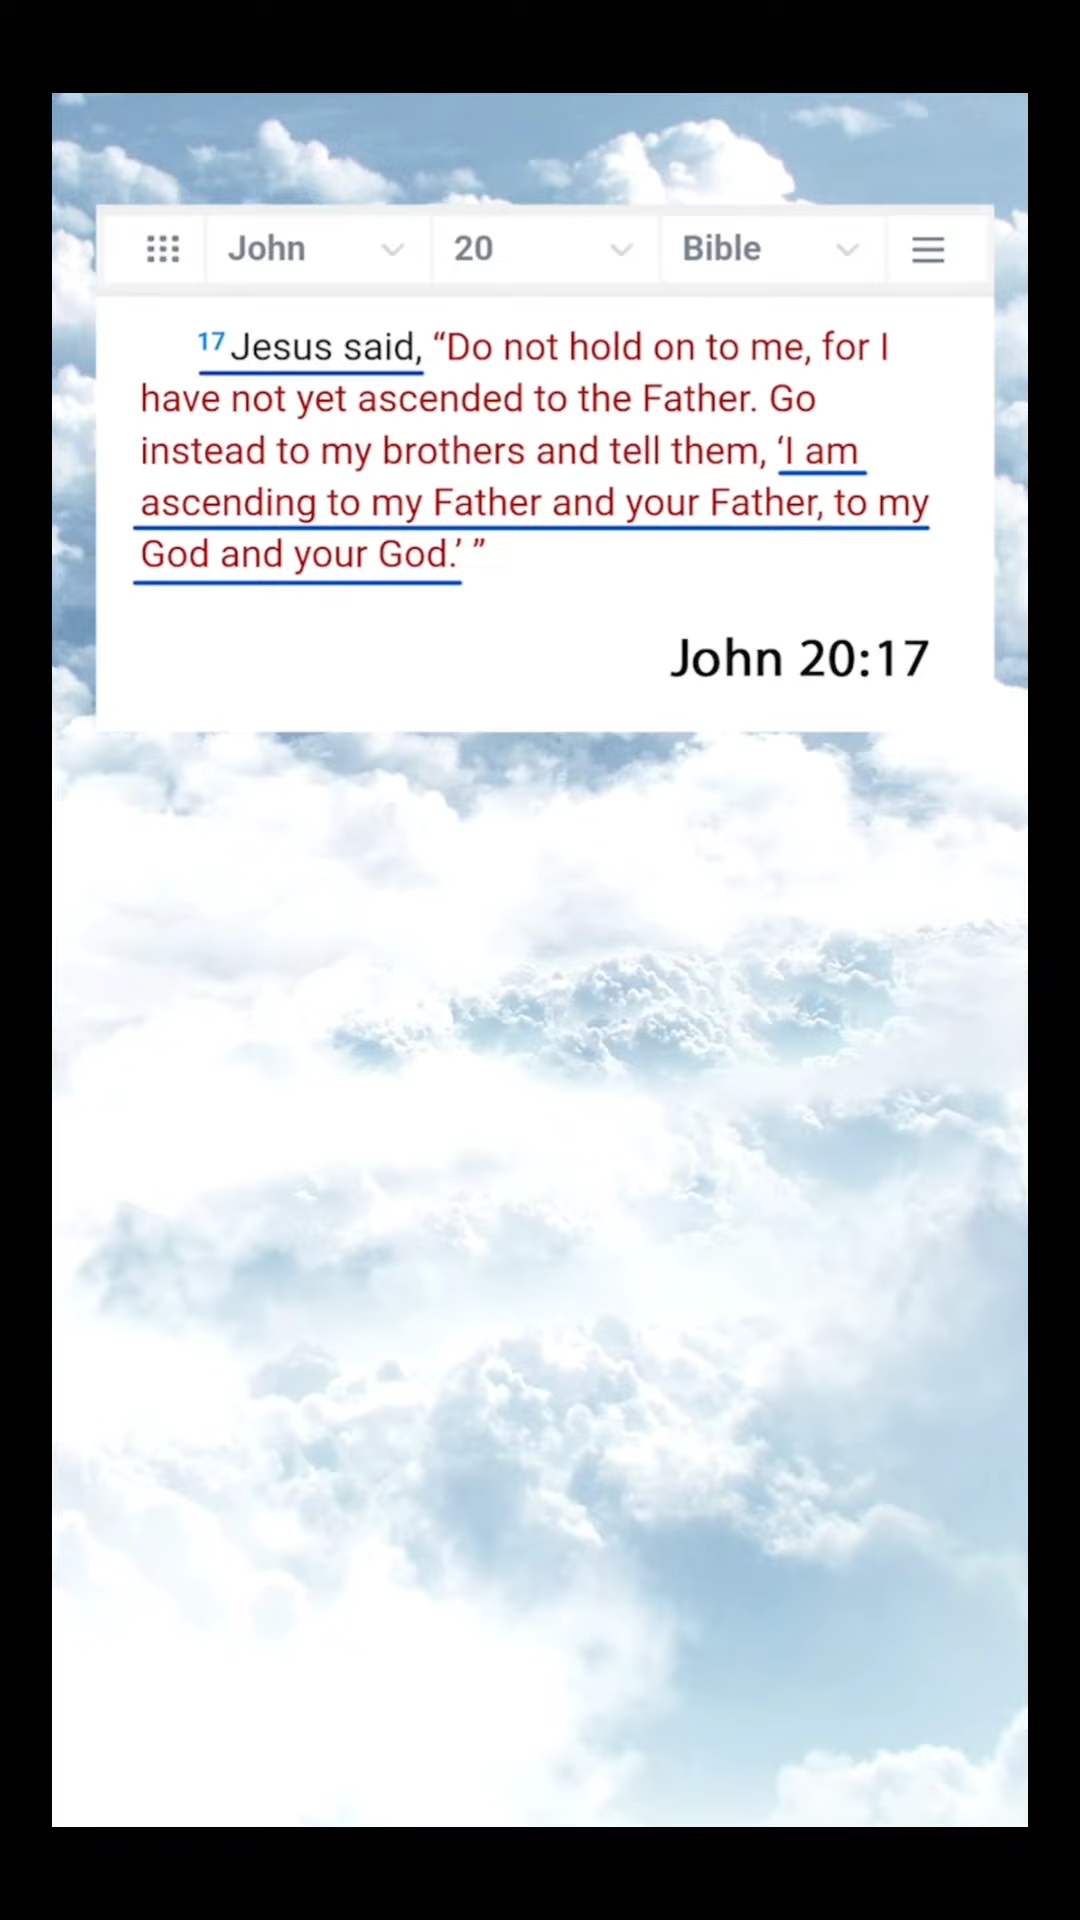 John 20 Bible
17 Jesus said, “Do not hold on to me, for I
have not yet ascended to the Father. Go
instead to my brothers and tell them, ‘I am
ascending to my Father and your Father, to my
God and your God.’ ”
John 20:17